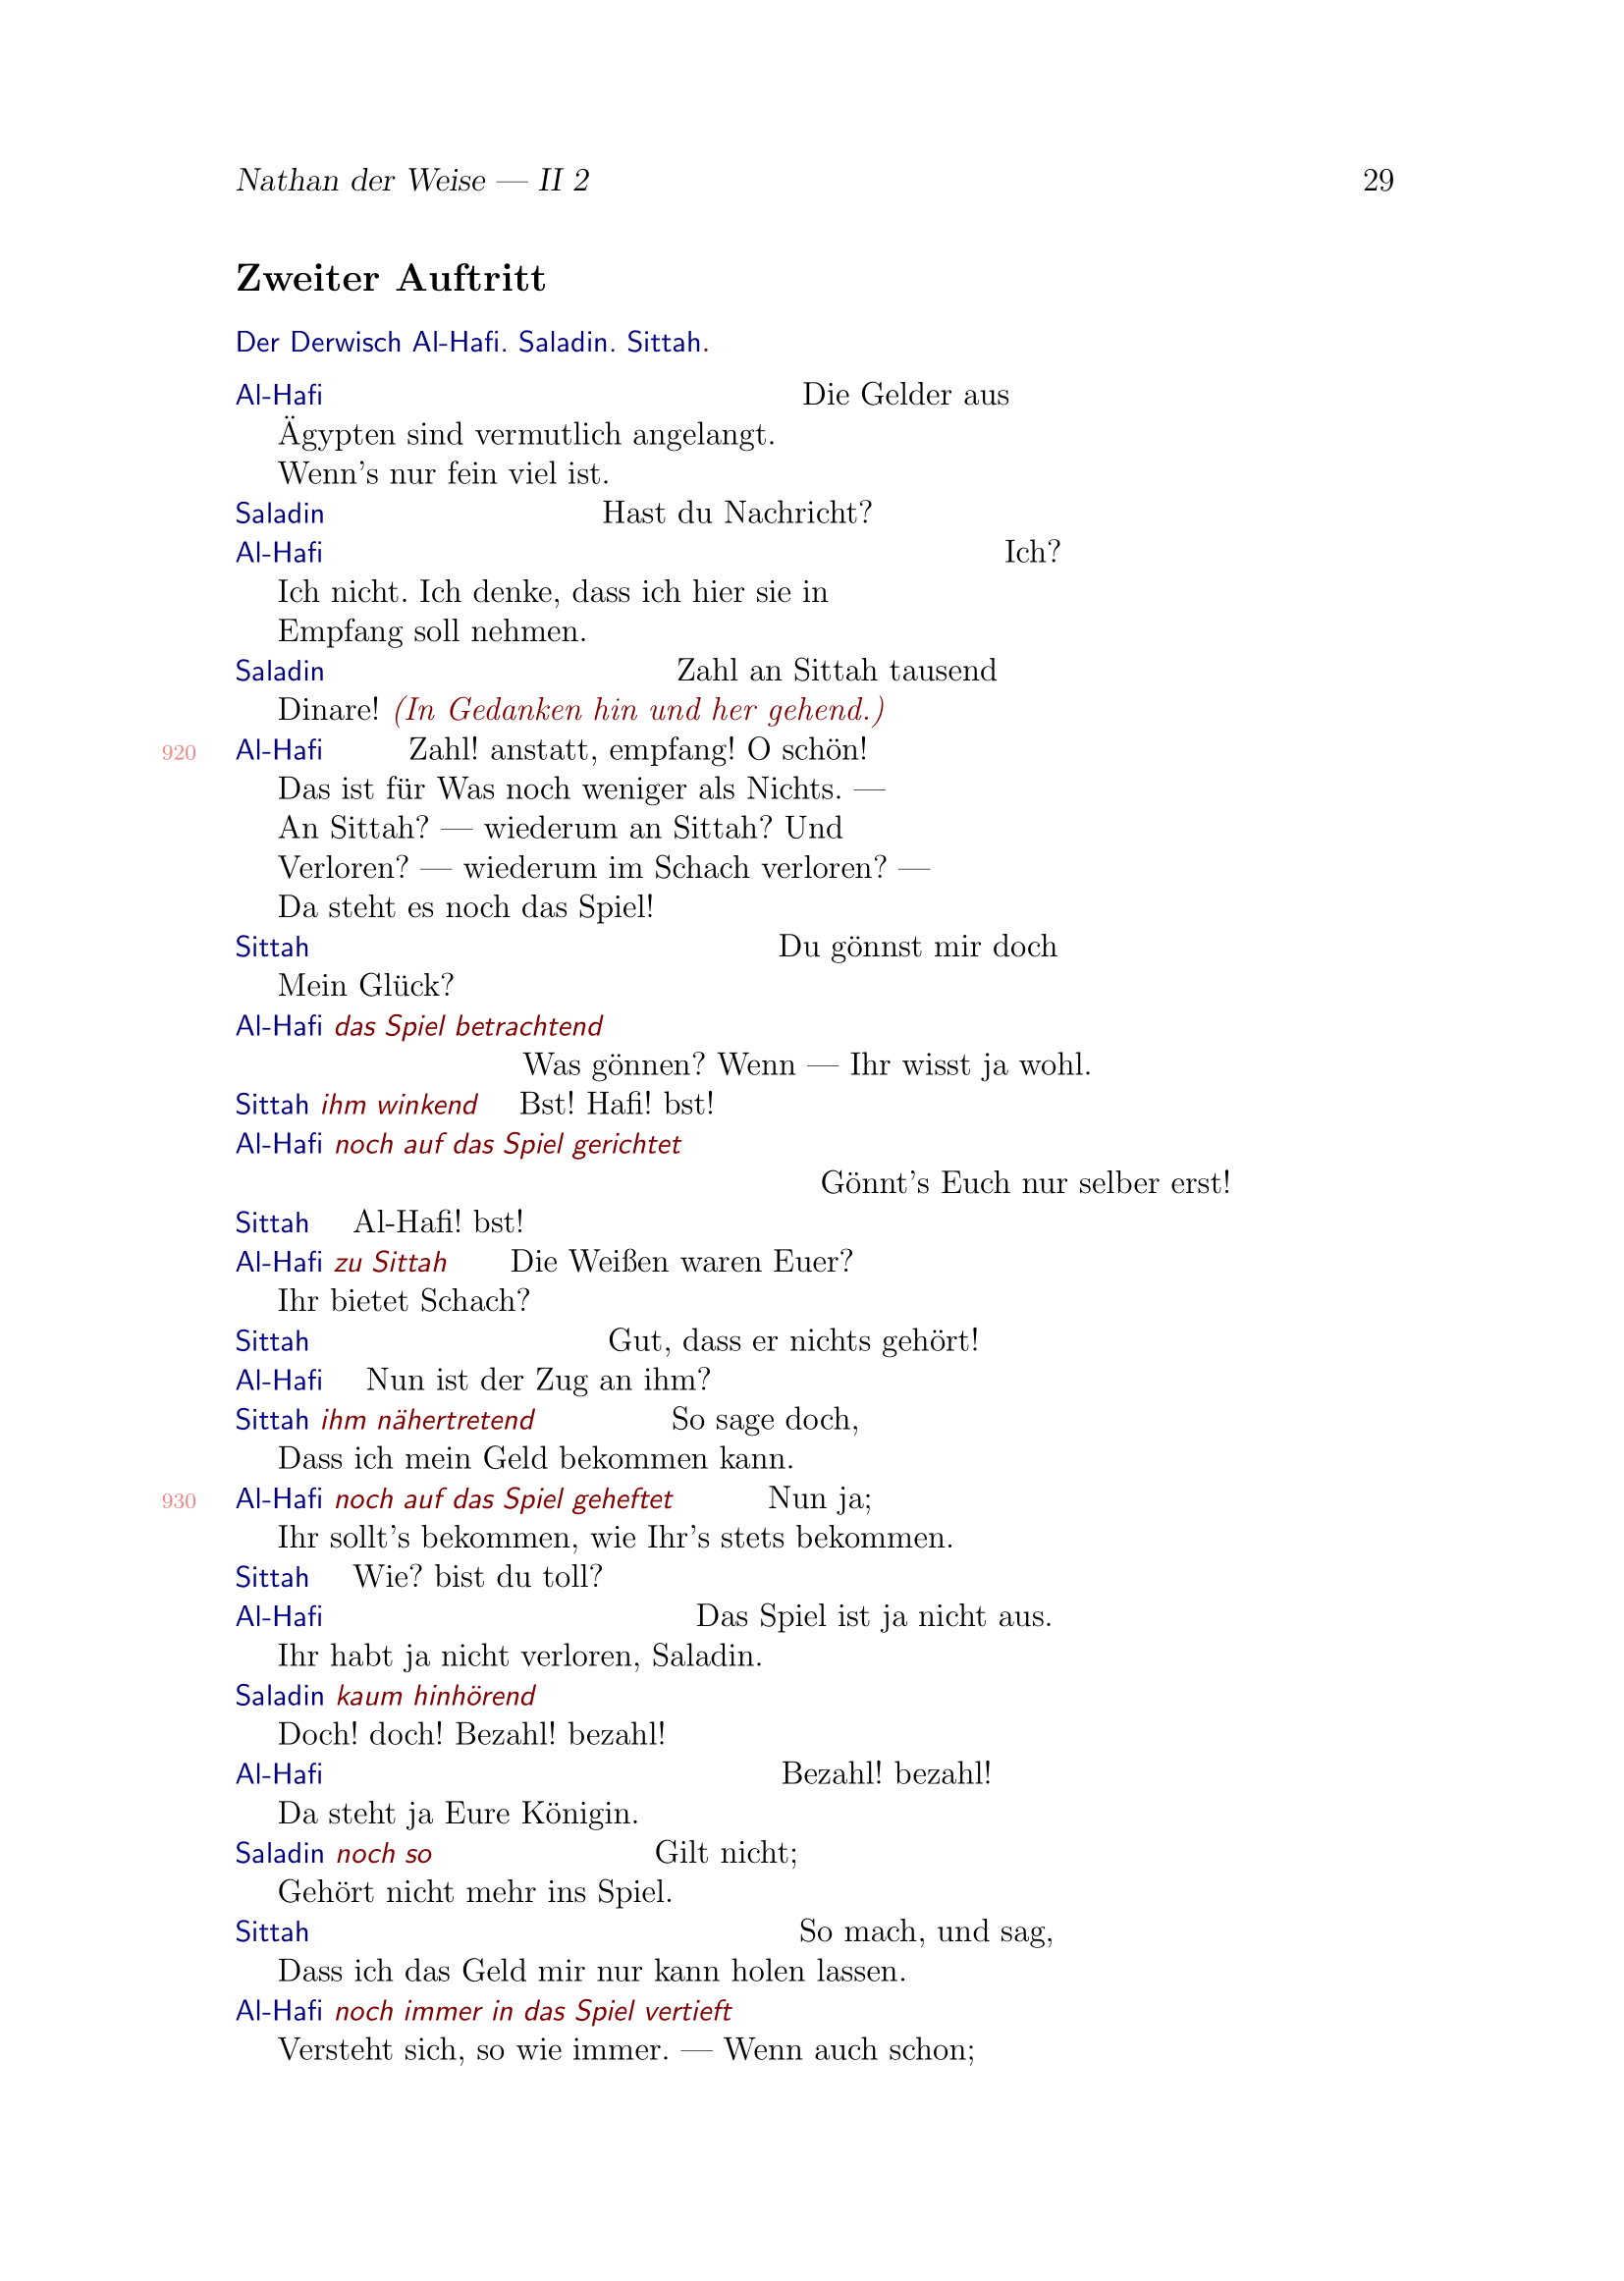 Nathan der Weise — II 2 29
Zweiter Auftritt
Der Derwisch Al-Hafi. Saladin. Sittah.
Al-Hafi Die Gelder aus
Ägypten sind vermutlich angelangt.
Wenn's nur fein viel ist.
Saladin Hast du Nachricht?
Al-Hafi Ich?
Ich nicht. Ich denke, dass ich hier sie in
Empfang soll nehmen.
Saladin Zahl an Sittah tausend
Dinare! (In Gedanken hin und her gehend.)
920 Al-Hafi Zahl! anstatt, empfang! O schön!
Das ist für Was noch weniger als Nichts. —
An Sittah? — wiederum an Sittah? Und
Verloren? — wiederum im Schach verloren? —
Da steht es noch das Spiel!
Sittah Du gönnst mir doch
Mein Glück?
Al-Hafi das Spiel betrachtend
Was gönnen? Wenn — Ihr wisst ja wohl.
Sittah ihm winkend Bst! Hafi! bst!
Al-Hafi noch auf das Spiel gerichtet
Gönnt's Euch nur selber erst!
Sittah Al-Hafi! bst!
Al-Hafi zu Sittah Die Weißen waren Euer?
Ihr bietet Schach?
Sittah Gut, dass er nichts gehört!
Al-Hafi Nun ist der Zug an ihm?
Sittah ihm nähertretend So sage doch,
Dass ich mein Geld bekommen kann.
930 Al-Hafi noch auf das Spiel geheftet Nun ja;
Ihr sollt's bekommen, wie Ihr's stets bekommen.
Sittah Wie? bist du toll?
Al-Hafi Das Spiel ist ja nicht aus.
Ihr habt ja nicht verloren, Saladin.
Saladin kaum hinhörend
Doch! doch! Bezahl! bezahl!
Al-Hafi Bezahl! bezahl!
Da steht ja Eure Königin.
Saladin noch so Gilt nicht;
Gehört nicht mehr ins Spiel.
Sittah So mach, und sag,
Dass ich das Geld mir nur kann holen lassen.
Al-Hafi noch immer in das Spiel vertieft
Versteht sich, so wie immer. — Wenn auch schon;